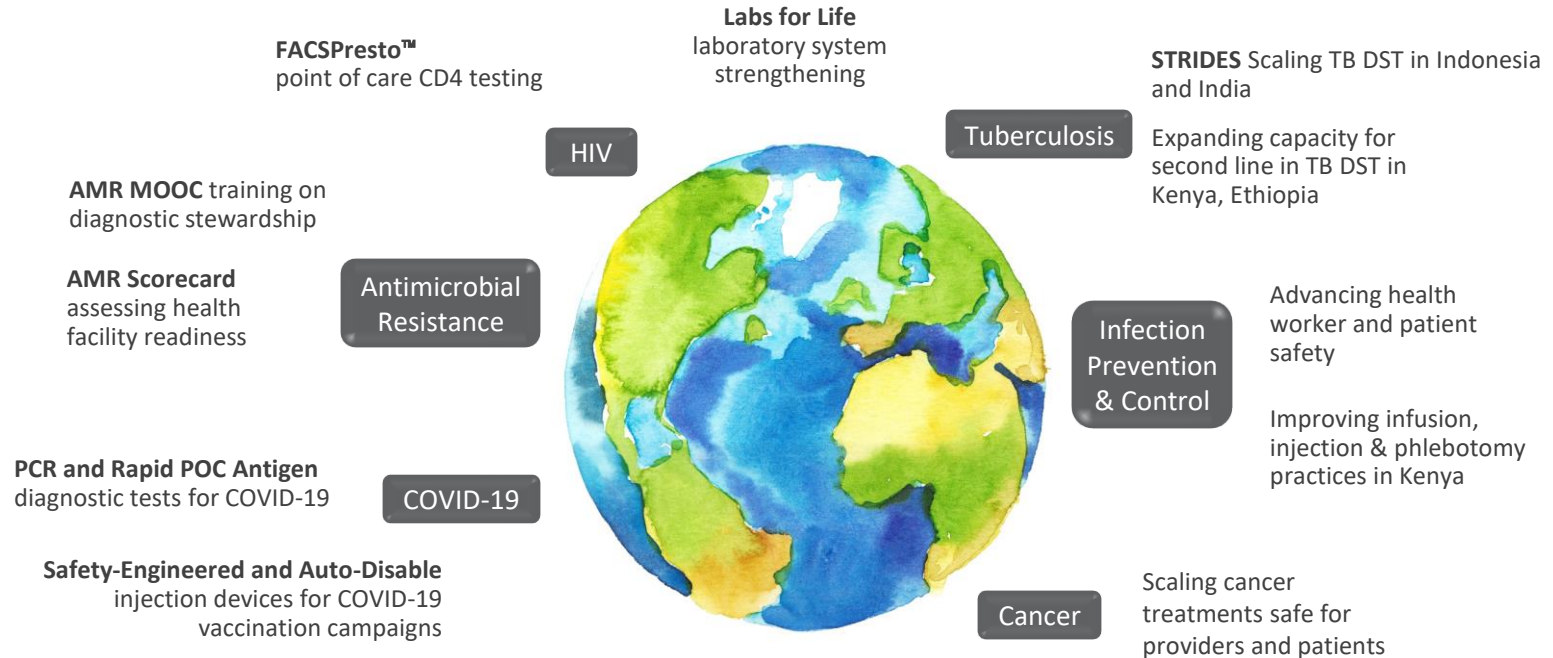 Labs for Life
laboratory system
strengthening
FACSPresto™
point of care CD4 testing
HIV
STRIDES Scaling TB DST in Indonesia
and India
Tuberculosis
Expanding capacity for
second line in TB DST in
Kenya, Ethiopia
AMR MOOC training on
diagnostic stewardship
AMR Scorecard
assessing health
facility readiness
Antimicrobial
Resistance
Infection
Prevention
& Control
Advancing health
worker and patient
safety
Improving infusion,
injection & phlebotomy
practices in Kenya
PCR and Rapid POC Antigen
diagnostic tests for COVID-19
COVID-19
Safety-Engineered and Auto-Disable
injection devices for COVID-19
vaccination campaigns
Cancer
Scaling cancer
treatments safe for
providers and patients